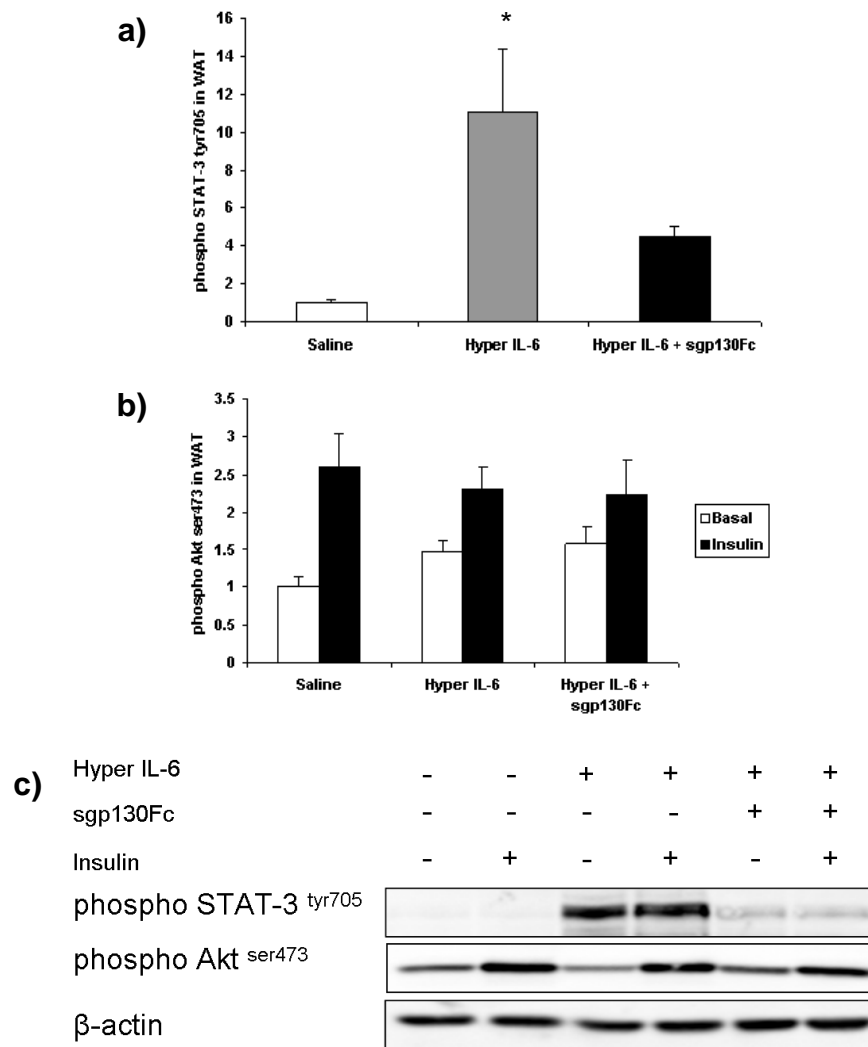 a)
16
14
12
10
8
6
4
2
0
phospho STAT-3 tyr705 in WAT
*
Saline Hyper IL-6 Hyper IL-6 + sgp130Fc
b)
3.5
3
2.5
2
1.5
1
0.5
0
phospho Akt ser473 in WAT
Basal
Insulin
Saline Hyper IL-6 Hyper IL-6 +
sgp130Fc
c)
Hyper IL-6 - - + + + +
sgp130Fc - - - - + +
Insulin - + - + - +
phospho STAT-3 tyr705
phospho Akt ser473
β-actin